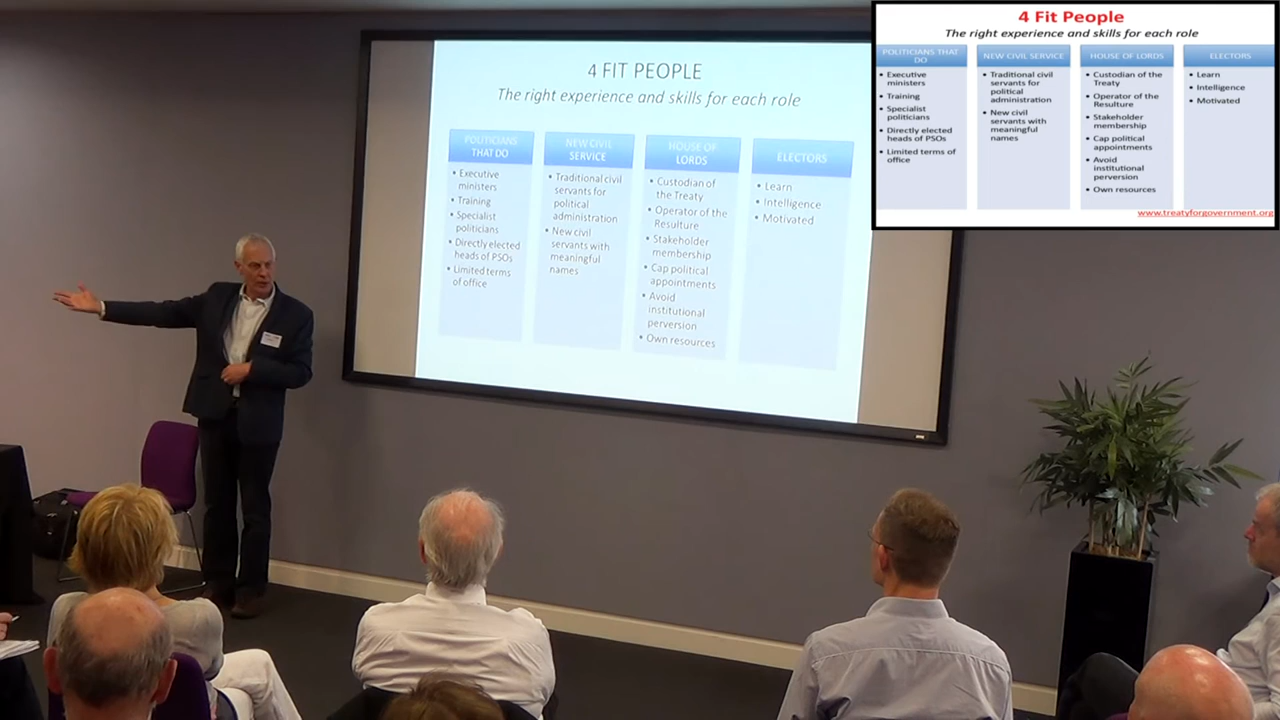 4 FIT PEOPLE
The right experience and skills for each role
POLITICIANS
THAT DO
• Executive
ministers
• Training
• Specialist
politicians
• Directly elected
heads of PSOs
• Limited terms
of office
NEW CIVIL
SERVICE
• Traditional civil
servants for
political
administration
• New civil
servants with
meaningful
names
HOUSE OF
LORDS
• Custodian of
the Treaty
• Operator of the
Resulture
• Stakeholder
membership
• Cap political
appointments
• Avoid
institutional
perversion
• Own resources
ELECTORS
• Learn
• Intelligence
• Motivated
4 Fit People
The right experience and skills for each role
POLITICIANS THAT
DO
• Executive
ministers
• Training
• Specialist
politicians
• Directly elected
heads of PSOs
• Limited terms of
office
NEW CIVIL SERVICE
• Traditional civil
servants for
political
administration
• New civil
servants with
meaningful
names
HOUSE OF LORDS
• Custodian of the
Treaty
• Operator of the
Resulture
• Stakeholder
membership
• Cap political
appointments
• Avoid
institutional
perversion
• Own resources
ELECTORS
• Learn
• Intelligence
• Motivated
www.treatyforgovernment.org